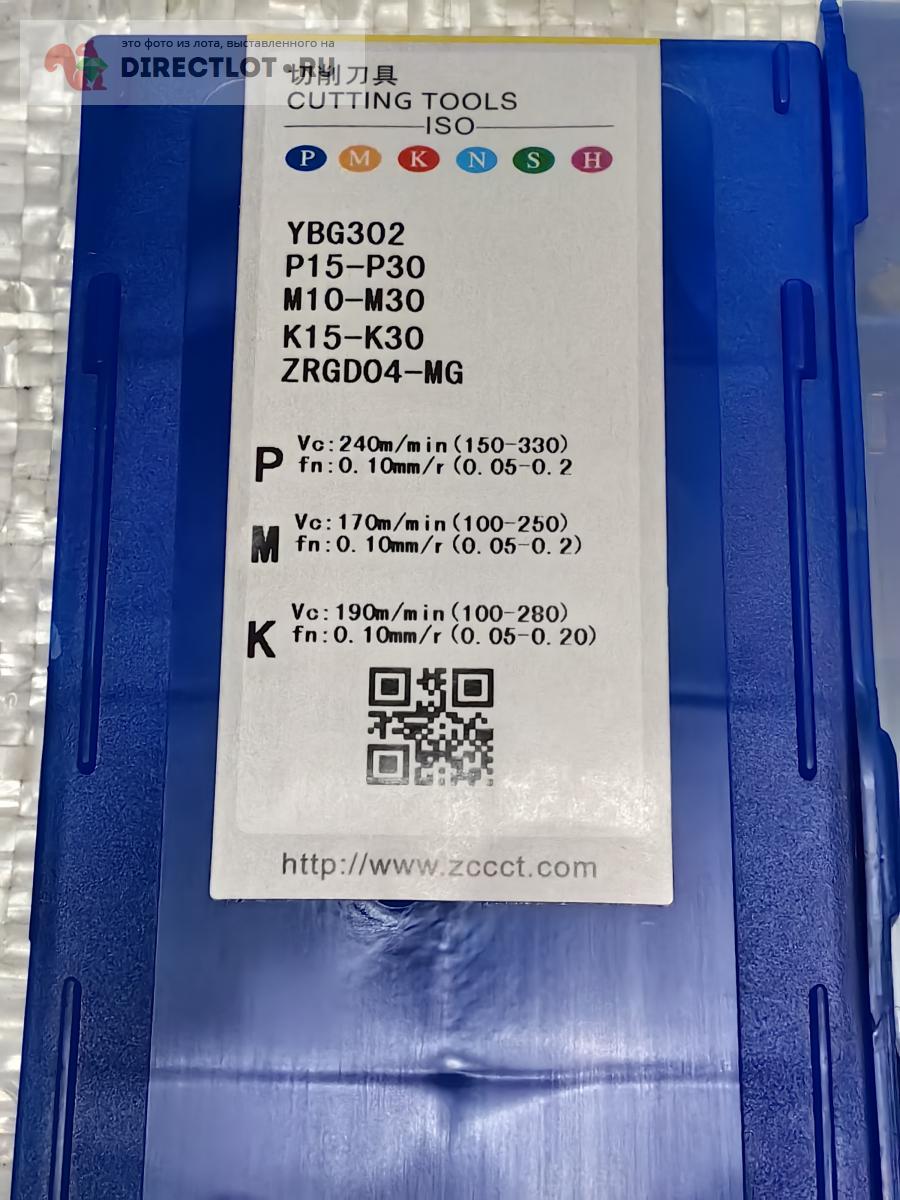 это фото из лота, выставленного на
DIRECTLOT.RU
切削刀具
CUTTING TOOLS
ISO
P M K N S H
YBG302
P15-P30
M10-M30
K15-K30
ZRGD04-MG
P
Vc:240m/min(150-330)
fn:0.10mm/r(0.05-0.2
M
Vc:170m/min(100-250)
fn:0.10mm/r(0.05-0.2)
K
Vc:190m/min(100-280)
fn:0.10mm/r(0.05-0.20)
http://www.zccct.com